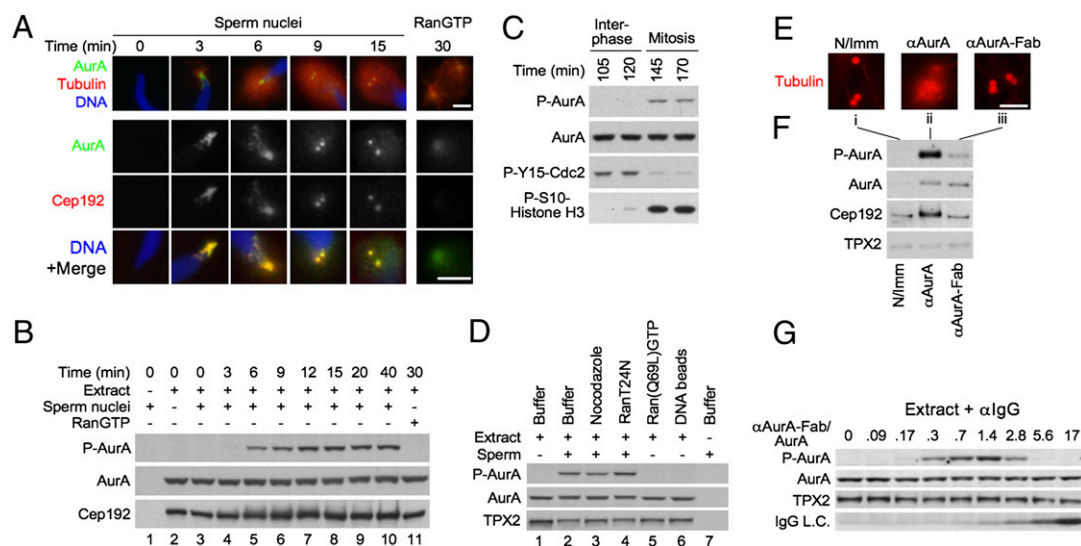 A
Sperm nuclei RanGTP
Time (min) 0 3 6 9 15 30
AurA
Tubulin
DNA
AurA
Cep192
DNA
+Merge
B
Time (min) 0 0 0 3 6 9 12 15 20 40 30
Extract - + + + + + + + + + +
Sperm nuclei + - + + + + + + + + -
RanGTP - - - - - - - - - - +
P-AurA
AurA
Cep192
1 2 3 4 5 6 7 8 9 10 11
C
Inter-
phase Mitosis
Time (min) 105 120 145 170
P-AurA
AurA
P-Y15-Cdc2
P-S10-
Histone H3
D
Buffer Buffer Nocodazole RanT24N Ran(Q69L)GTP DNA beads Buffer
Extract + + + + + + -
Sperm - + + + - - +
P-AurA
AurA
TPX2
1 2 3 4 5 6 7
E
N/Imm αAurA αAurA-Fab
Tubulin
i ii iii
F
P-AurA
AurA
Cep192
TPX2
N/Imm αAurA αAurA-Fab
G
Extract + αIgG
αAurA-Fab/
AurA 0 .09 .17 .3 .7 1.4 2.8 5.6 17
P-AurA
AurA
TPX2
IgG L.C.